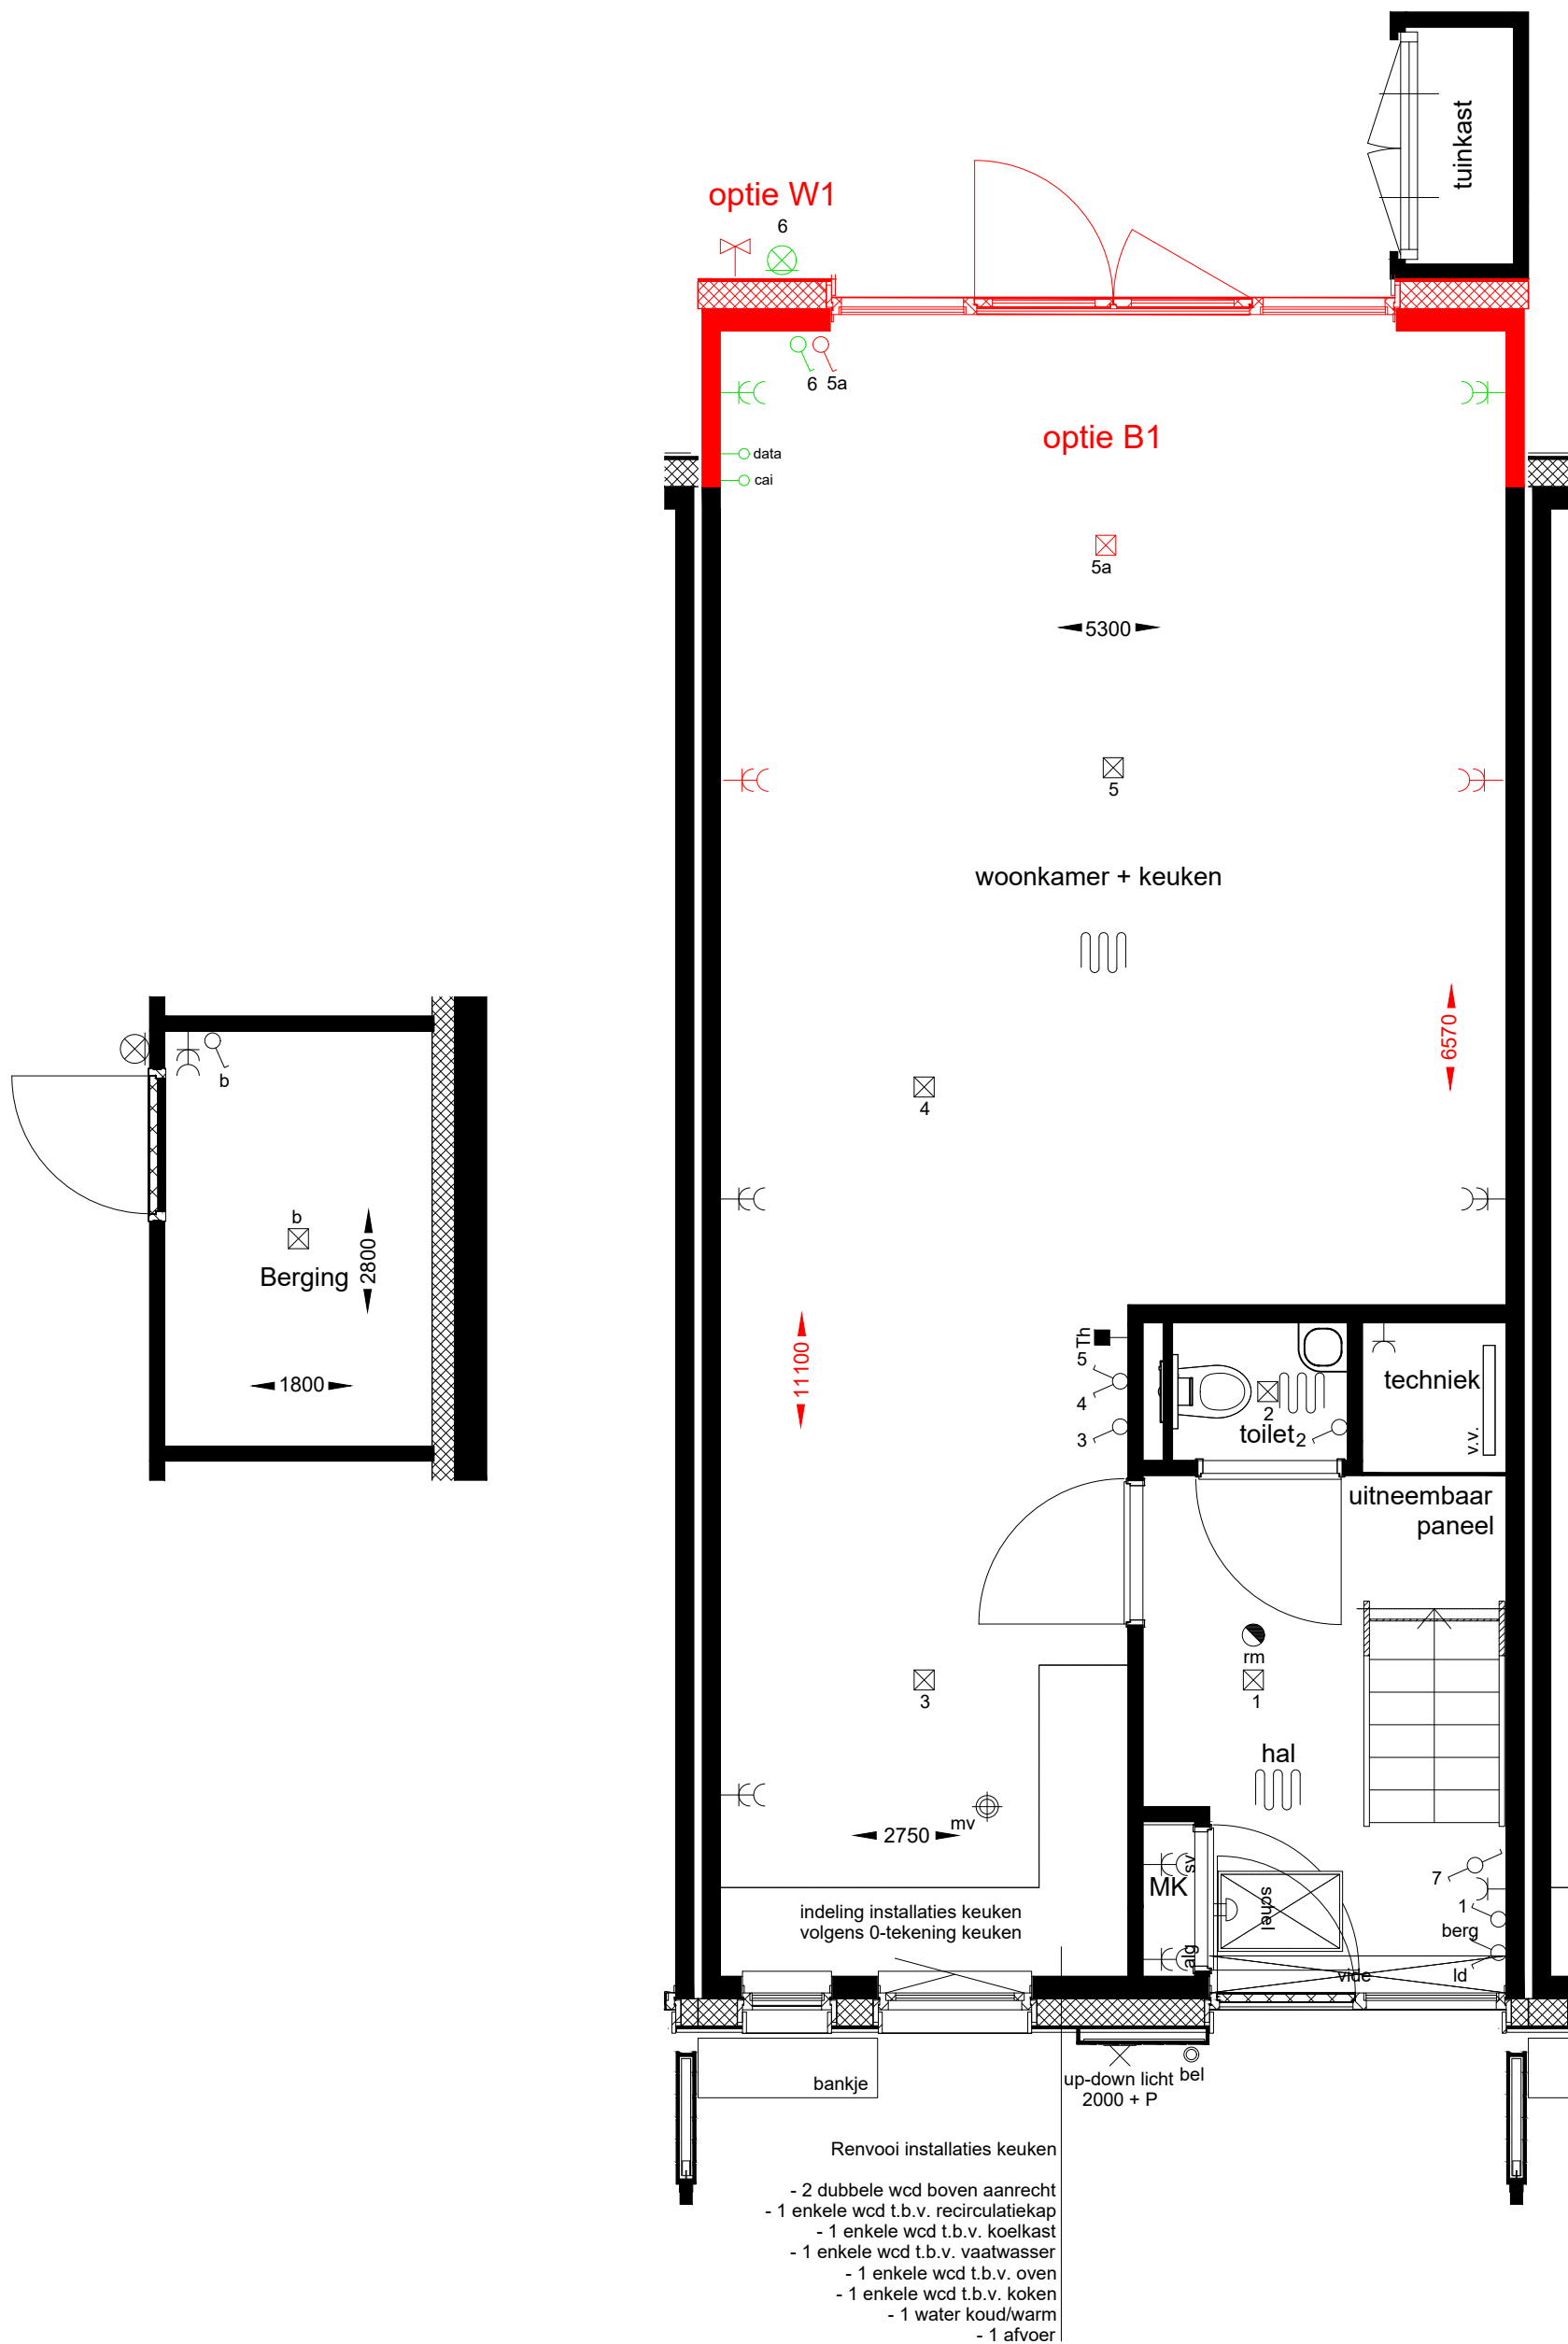 tuinkast
optie W1
6
6
5a
optie B1
data
cai
5a
5300
5
woonkamer + keuken
6570
b
4
b
Berging
2800
1800
11100
Th
5
4
3
2
toilet
2
techniek
v.v.
uitneembaar
paneel
rm
1
3
hal
mv
2750
sv
MK
schel
alg
7
1
berg
ld
vide
indeling installaties keuken
volgens 0-tekening keuken
bankje
up-down licht
2000 + P
bel
Renvooi installaties keuken
- 2 dubbele wcd boven aanrecht
- 1 enkele wcd t.b.v. recirculatiekap
- 1 enkele wcd t.b.v. koelkast
- 1 enkele wcd t.b.v. vaatwasser
- 1 enkele wcd t.b.v. oven
- 1 enkele wcd t.b.v. koken
- 1 water koud/warm
- 1 afvoer